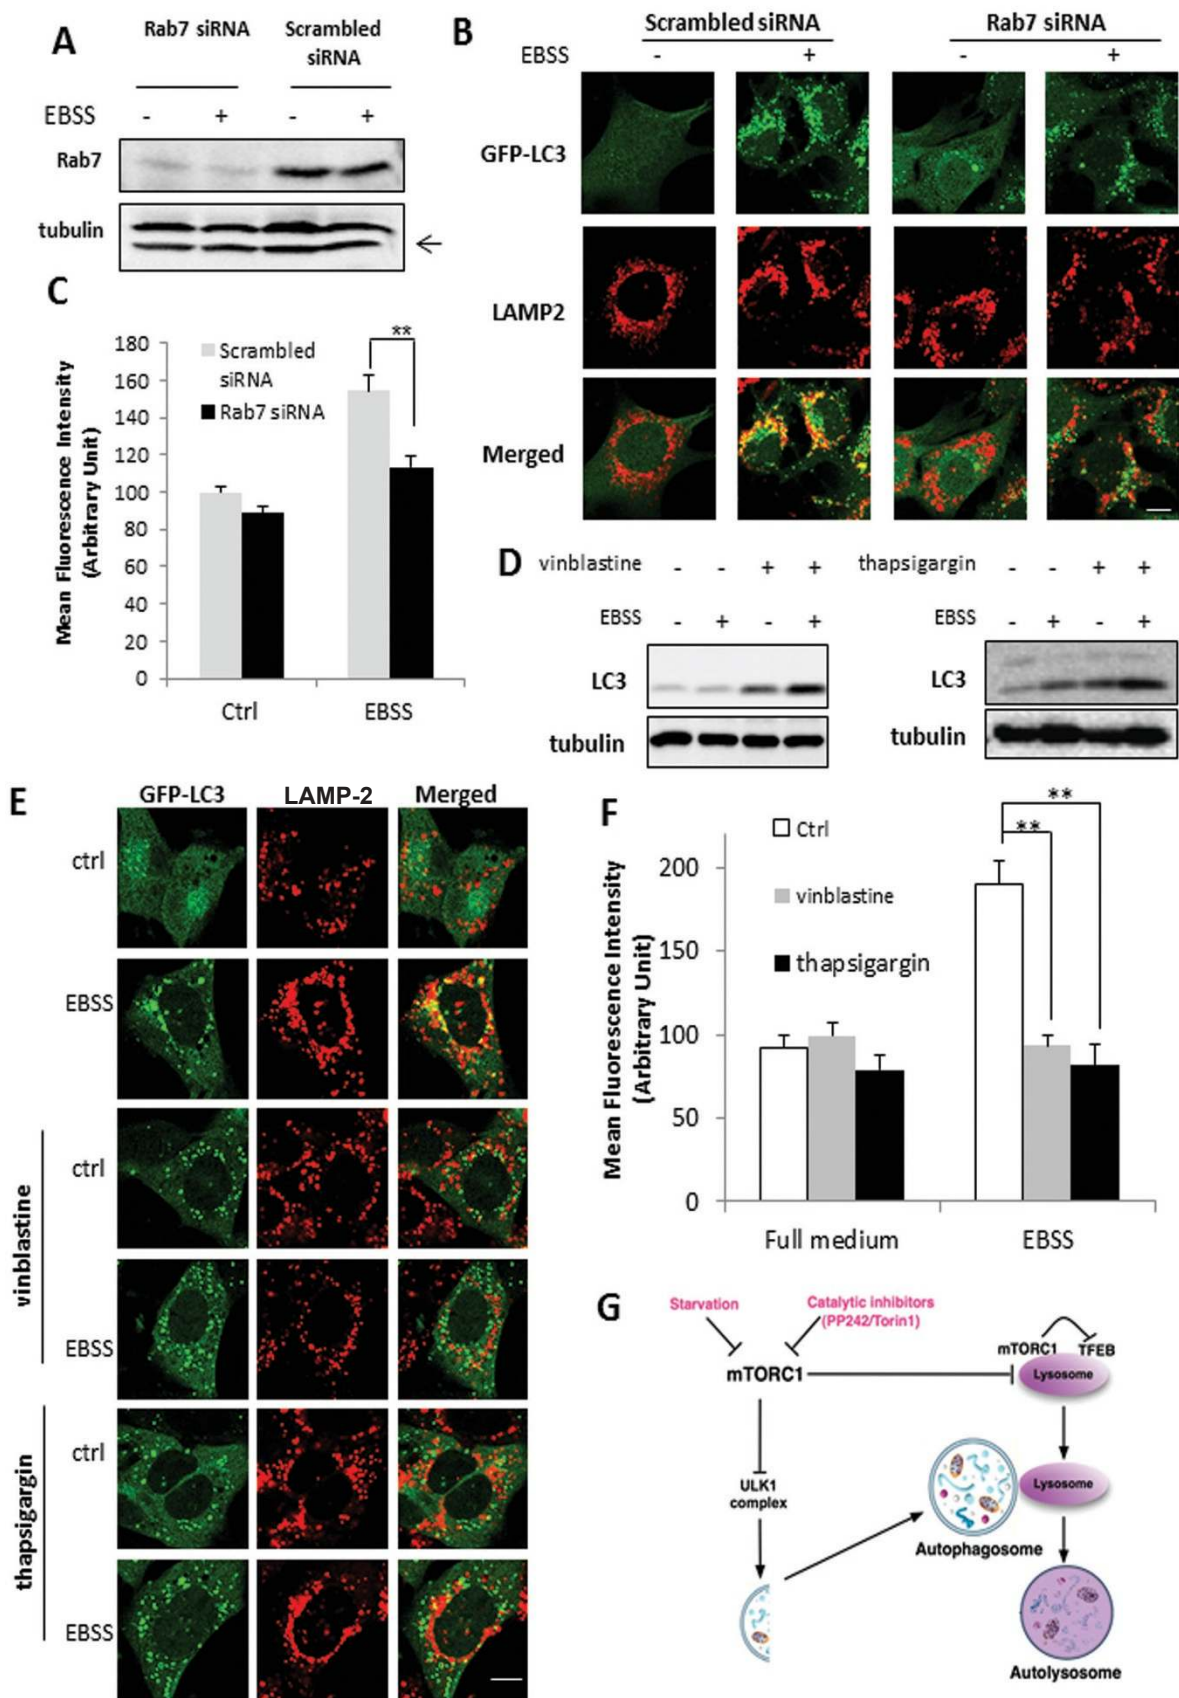 A
Rab7 siRNA
Scrambled
siRNA
EBSS - + - +
Rab7
tubulin
B
Scrambled siRNA
Rab7 siRNA
EBSS - + - +
GFP-LC3
LAMP2
Merged
C
Mean Fluorescence Intensity
(Arbitrary Unit)
180
160
140
120
100
80
60
40
20
0
Scrambled
siRNA
Rab7 siRNA
**
Ctrl
EBSS
D
vinblastine - - + +
EBSS - + - +
LC3
tubulin
thapsigargin - - + +
EBSS - + - +
LC3
tubulin
E
GFP-LC3 LAMP-2 Merged
ctrl
EBSS
vinblastine
ctrl
EBSS
thapsigargin
ctrl
EBSS
F
Mean Fluorescence Intensity
(Arbitrary Unit)
200
150
100
50
0
Ctrl
vinblastine
thapsigargin
**
**
Full medium
EBSS
G
Starvation
Catalytic inhibitors
(PP242/Torin1)
mTORC1
mTORC1 TFEB
Lysosome
ULK1
complex
Lysosome
Autophagosome
Autolysosome